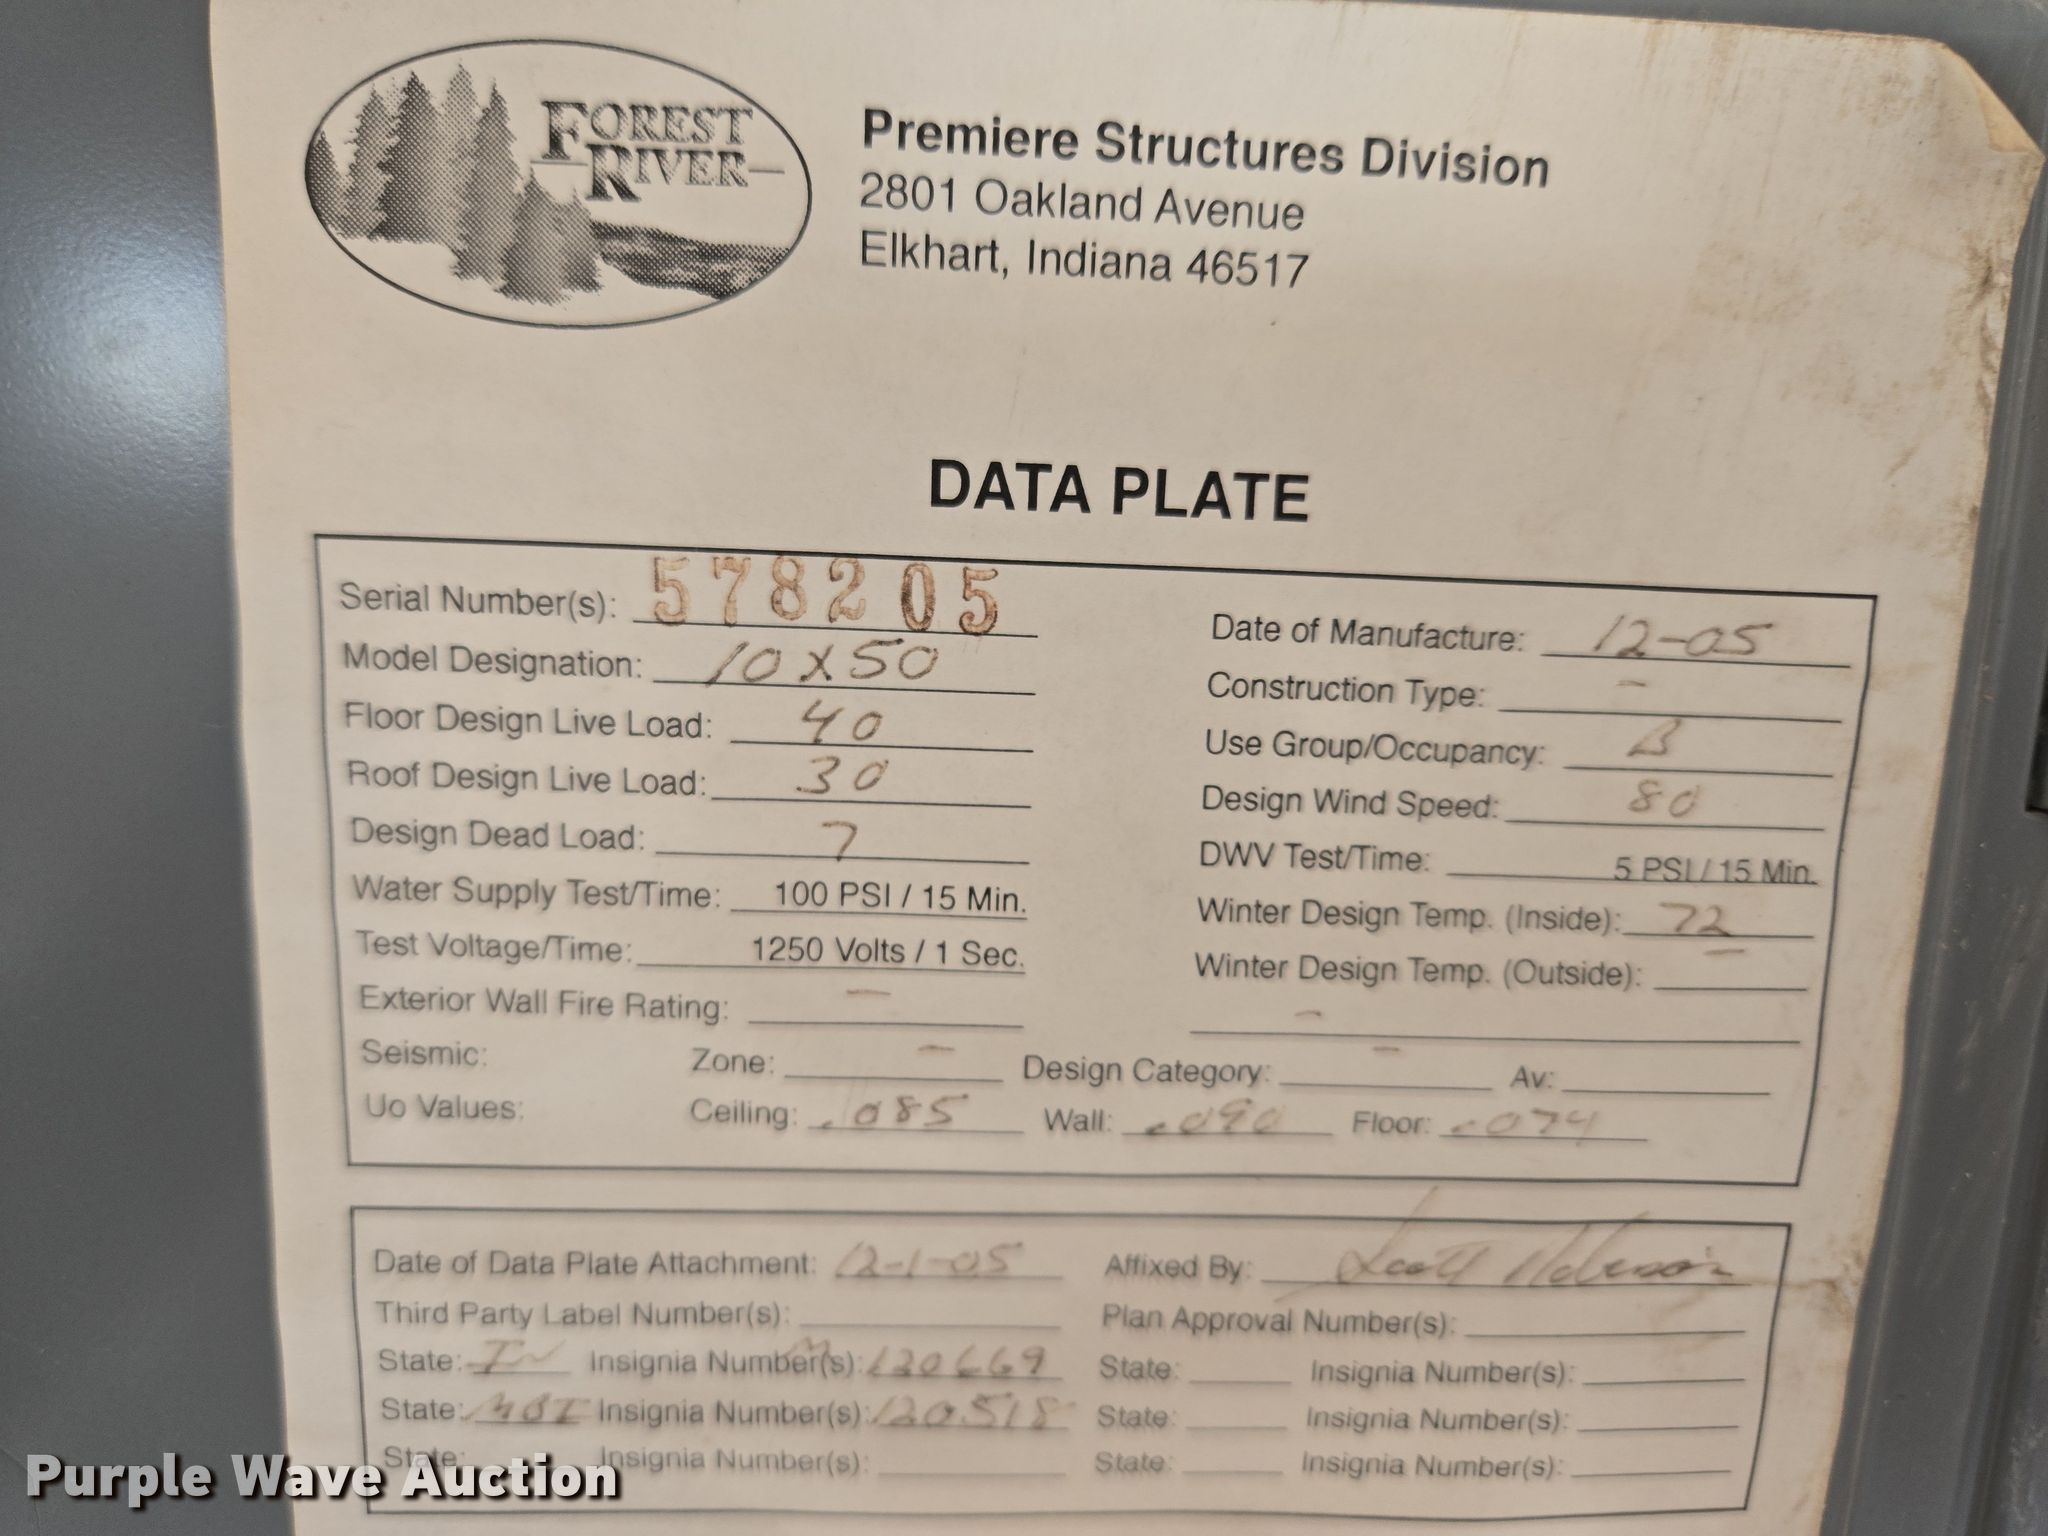 FOREST
RIVER
Premiere Structures Division
2801 Oakland Avenue
Elkhart, Indiana 46517
DATA PLATE
Serial Number(s): 578205
Date of Manufacture: 12-05
Model Designation: 10 x 50
Construction Type: -
Floor Design Live Load: 40
Use Group/Occupancy: B
Roof Design Live Load: 30
Design Wind Speed: 80
Design Dead Load: 7
DWV Test/Time: 5 PSI / 15 Min.
Water Supply Test/Time: 100 PSI / 15 Min.
Winter Design Temp. (Inside): 72
Test Voltage/Time: 1250 Volts / 1 Sec.
Winter Design Temp. (Outside): -
Exterior Wall Fire Rating: - -
Seismic: Zone: - Design Category: - Av:
Uo Values: Ceiling: .085 Wall: .090 Floor: .074
Date of Data Plate Attachment: 12-1-05 Affixed By: Scott
Third Party Label Number(s): Plan Approval Number(s):
State: IN Insignia Number(s): 120669 State: Insignia Number(s):
State: MBI Insignia Number(s): 120518 State: Insignia Number(s):
State: Insignia Number(s): State: Insignia Number(s):
Purple Wave Auction